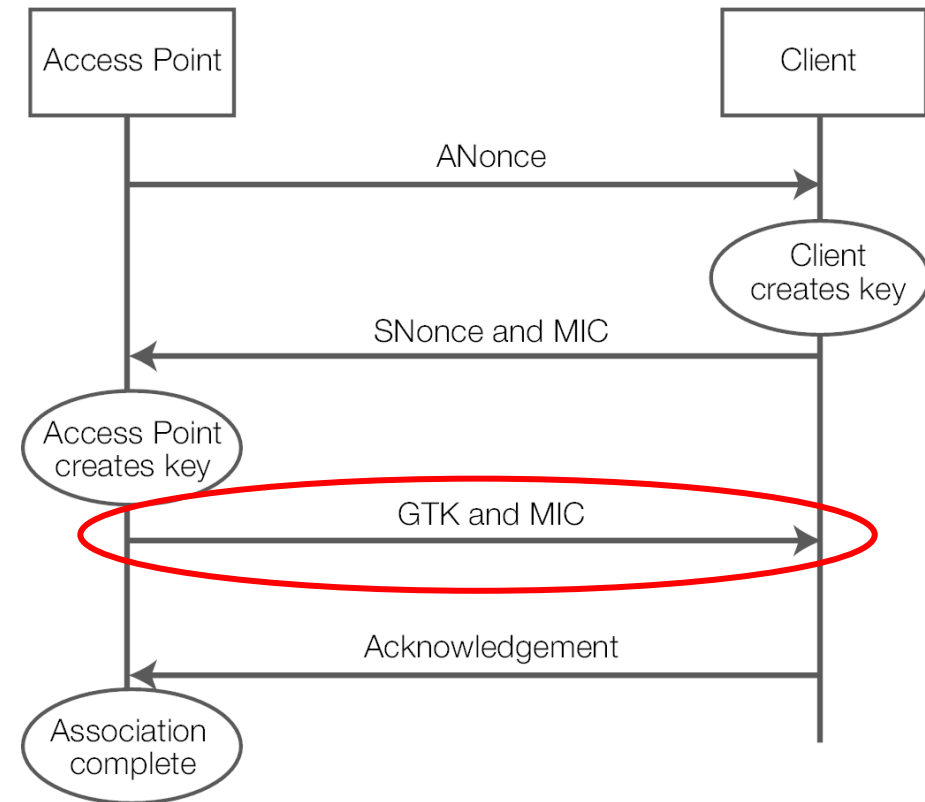 Access Point
Client
ANonce
Client
creates key
SNonce and MIC
Access Point
creates key
GTK and MIC
Acknowledgement
Association
complete